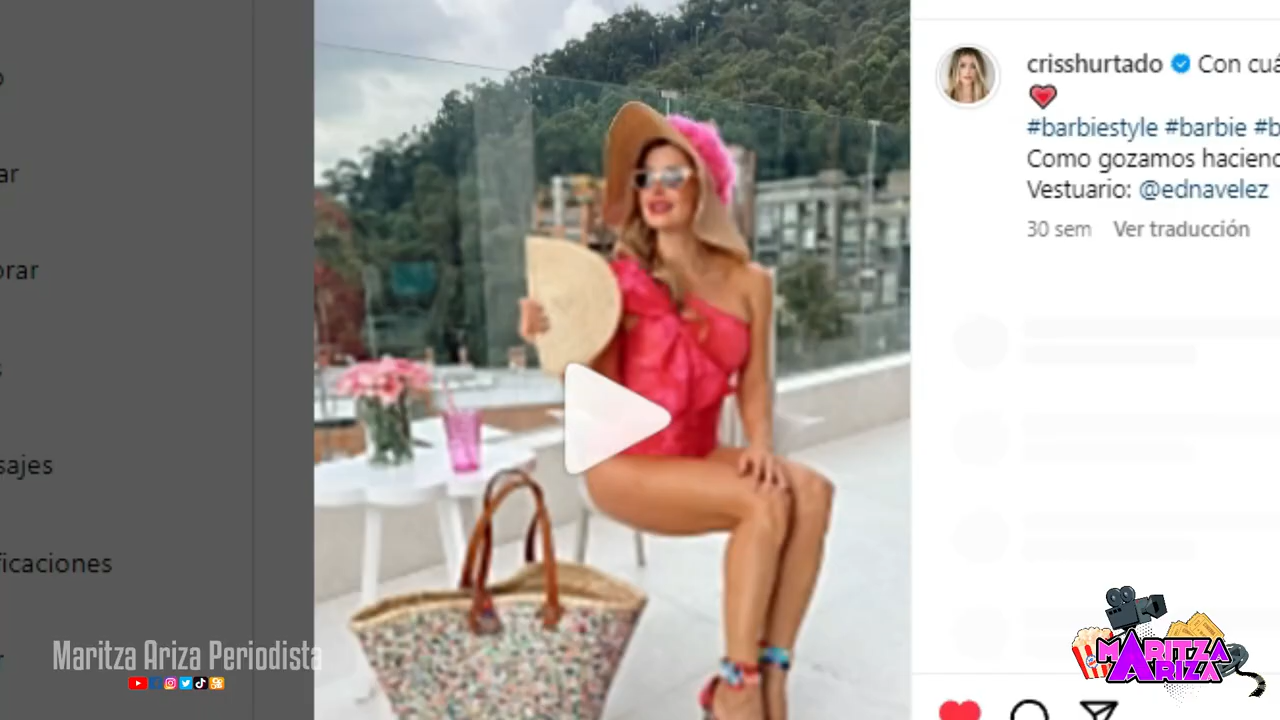 crisshurtado Con cuá
#barbiestyle #barbie #b
Como gozamos haciend
Vestuario: @ednavelez
30 sem Ver traducción
ar
orar
s
sajes
ficaciones
r
Maritza Ariza Periodista
MARITZA
ARIZA